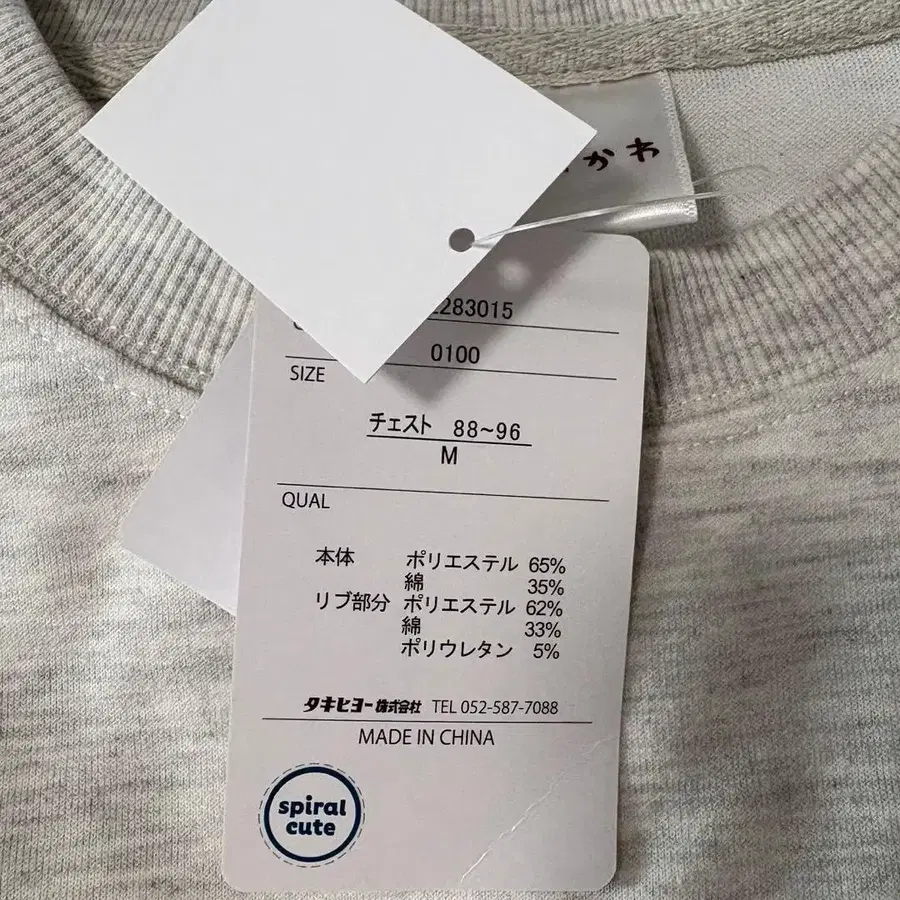 かわ
283015
0100
SIZE
チェスト 88~96
M
QUAL
本体 ポリエステル 65%
綿 35%
リブ部分 ポリエステル 62%
綿 33%
ポリウレタン 5%
タキヒヨー株式会社 TEL 052-587-7088
MADE IN CHINA
spiral
cute